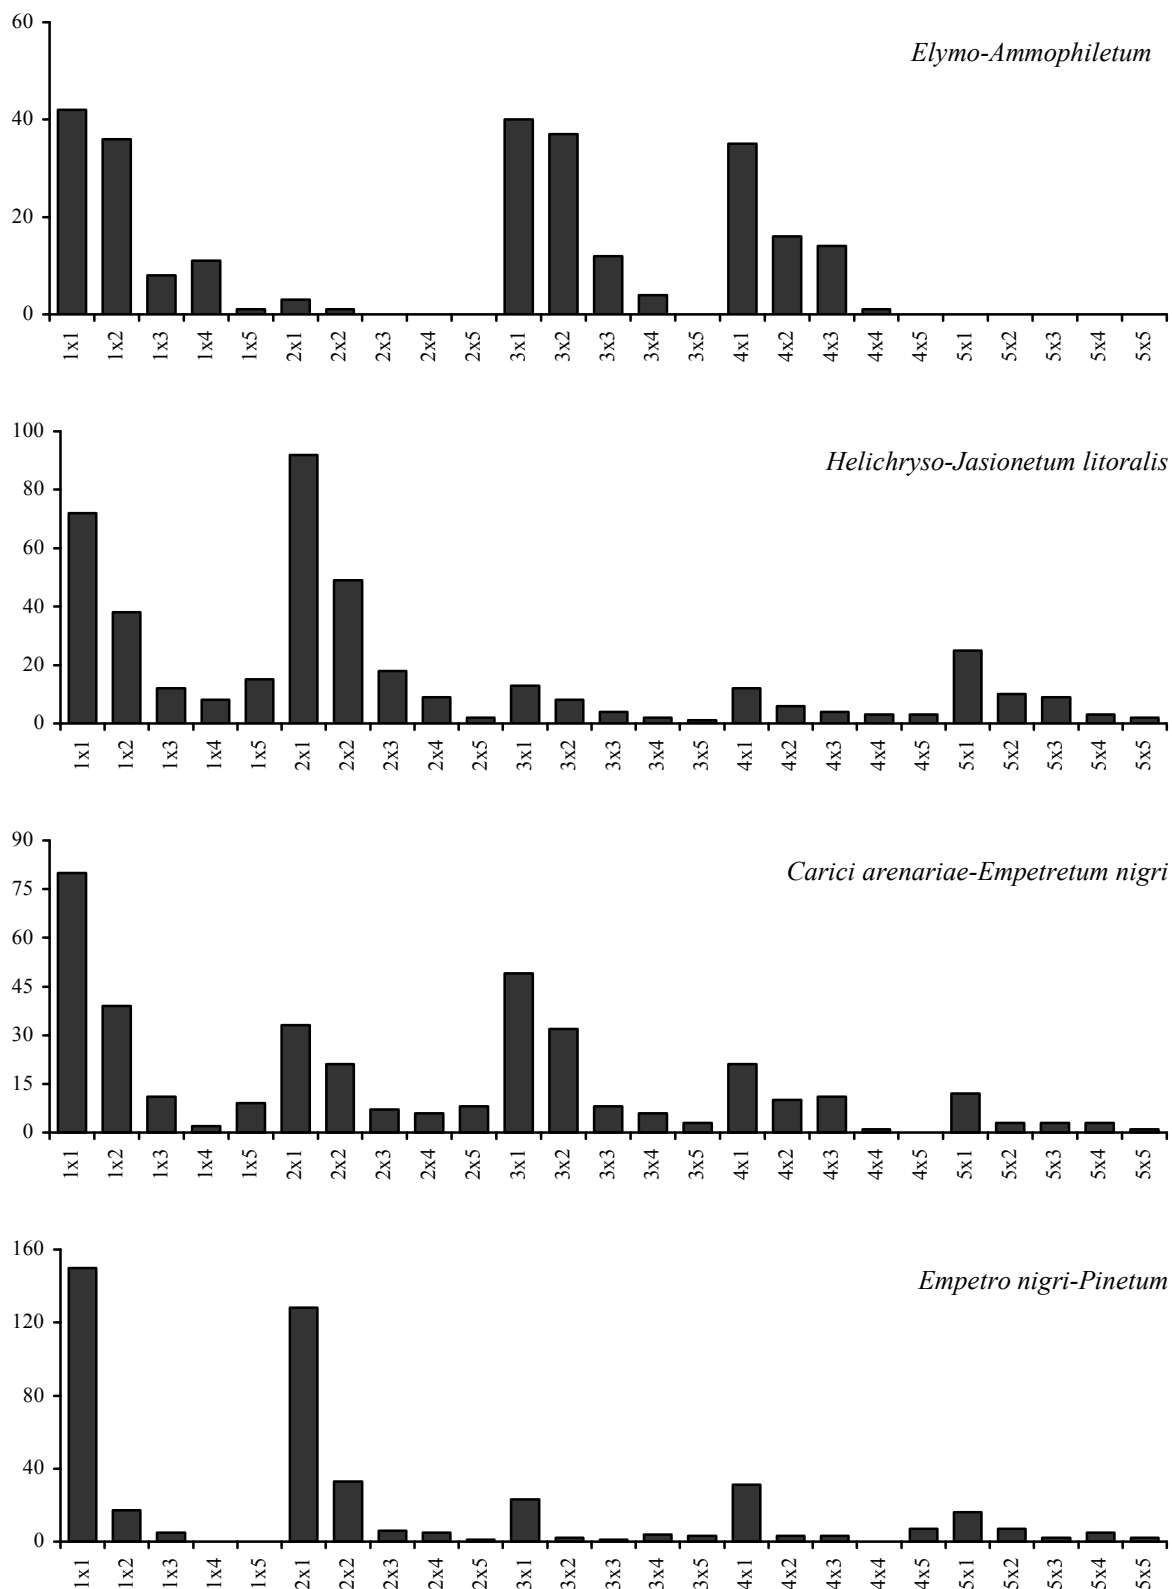 60
Elymo-Ammophiletum
40
20
0
1x1 1x2 1x3 1x4 1x5 2x1 2x2 2x3 2x4 2x5 3x1 3x2 3x3 3x4 3x5 4x1 4x2 4x3 4x4 4x5 5x1 5x2 5x3 5x4 5x5
100
Helichryso-Jasionetum litoralis
80
60
40
20
0
1x1 1x2 1x3 1x4 1x5 2x1 2x2 2x3 2x4 2x5 3x1 3x2 3x3 3x4 3x5 4x1 4x2 4x3 4x4 4x5 5x1 5x2 5x3 5x4 5x5
90
Carici arenariae-Empetretum nigri
75
60
45
30
15
0
1x1 1x2 1x3 1x4 1x5 2x1 2x2 2x3 2x4 2x5 3x1 3x2 3x3 3x4 3x5 4x1 4x2 4x3 4x4 4x5 5x1 5x2 5x3 5x4 5x5
160
Empetro nigri-Pinetum
120
80
40
0
1x1 1x2 1x3 1x4 1x5 2x1 2x2 2x3 2x4 2x5 3x1 3x2 3x3 3x4 3x5 4x1 4x2 4x3 4x4 4x5 5x1 5x2 5x3 5x4 5x5